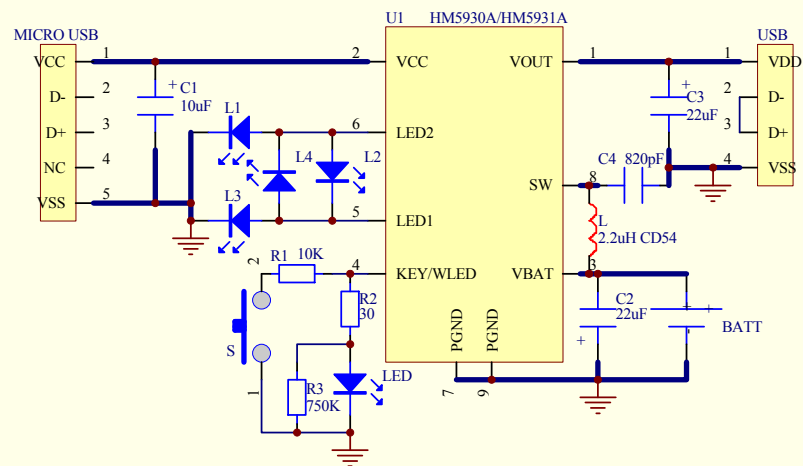 U1 HM5930A/HM5931A
MICRO USB
USB
VCC 1
D- 2
D+ 3
NC 4
VSS 5
+
C1
10uF
2 VCC
6 LED2
5 LED1
4 KEY/WLED
VOUT 1
SW 8
VBAT 3
PGND 7
PGND 9
L1
L2
L3
L4
1 VDD
2 D-
3 D+
4 VSS
+
C3
22uF
C4 820pF
L
2.2uH CD54
C2
22uF
+
+ +
-
BATT
R1 10K
2
S
1
R2
30
R3
750K
LED